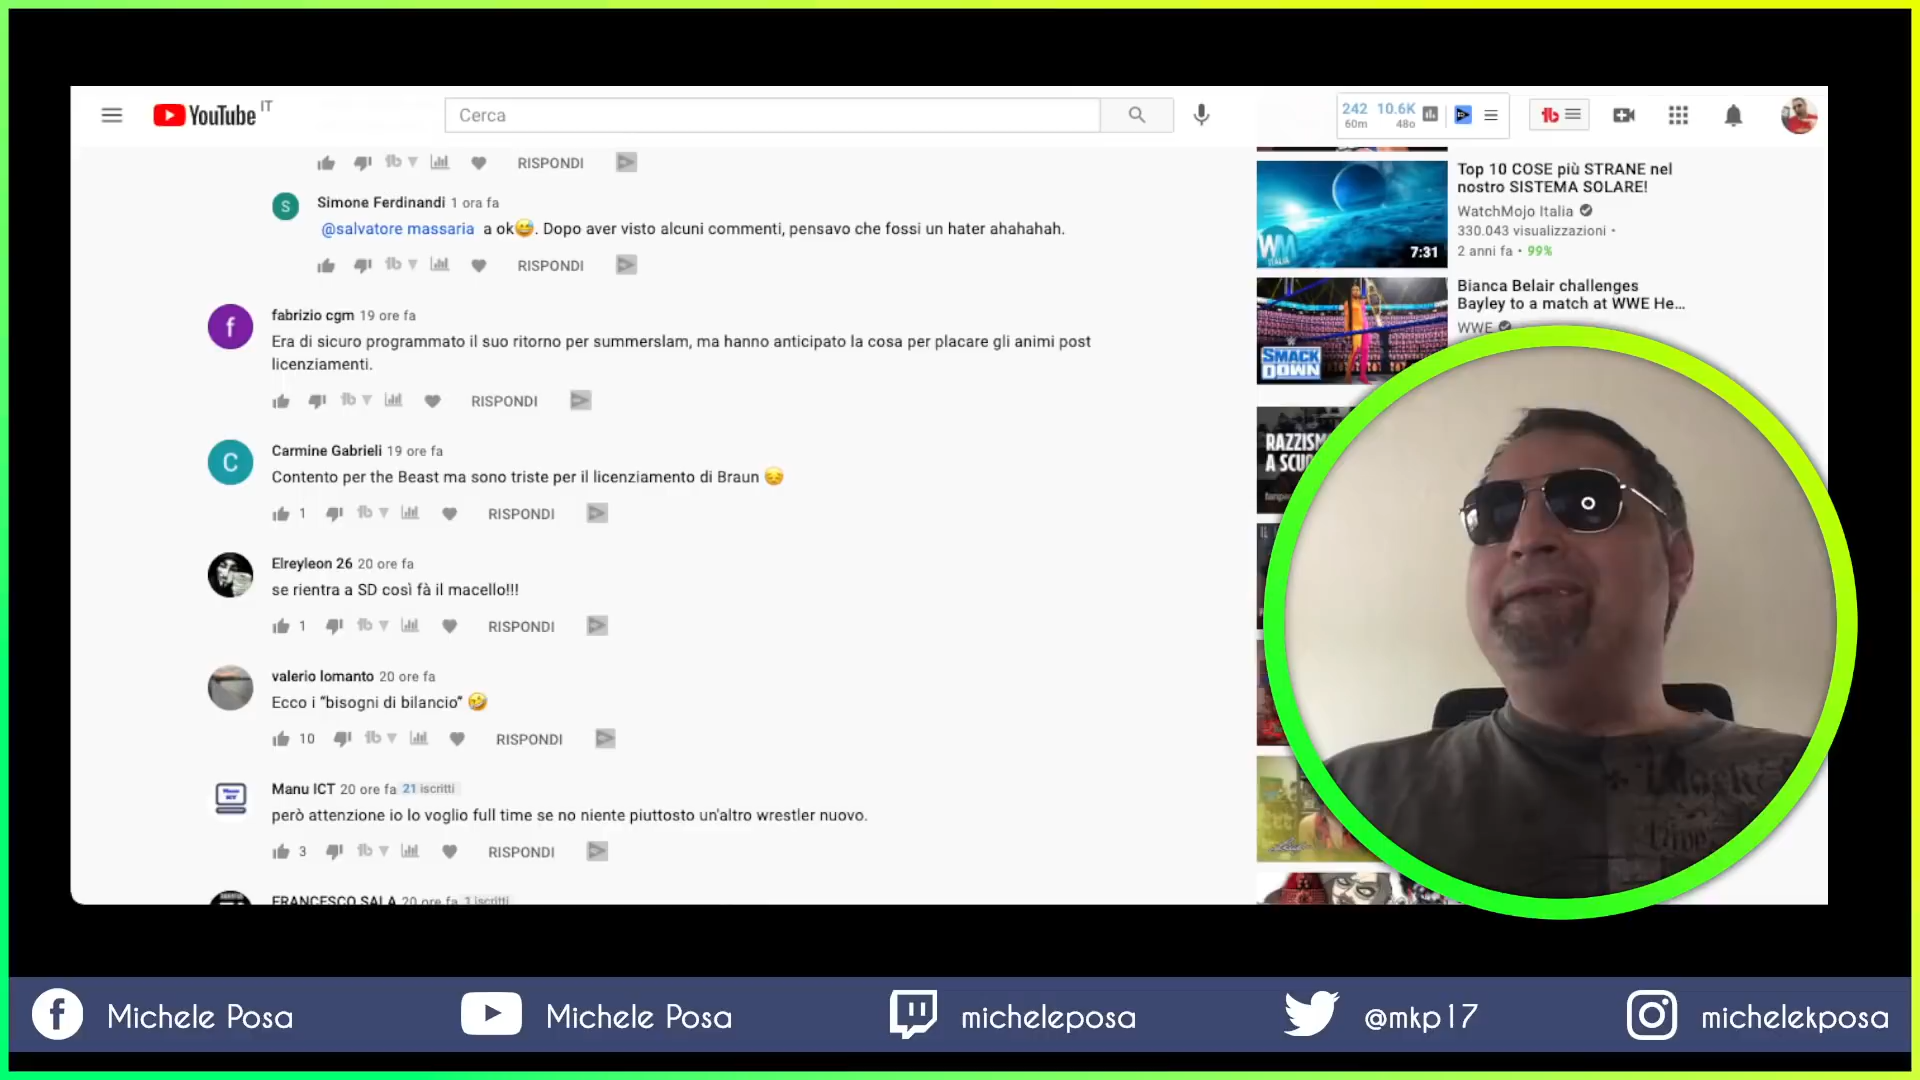 YouTube IT
Cerca
242 10.6K
60m 48o
RISPONDI
S
Simone Ferdinandi 1 ora fa
@salvatore massaria a ok😅. Dopo aver visto alcuni commenti, pensavo che fossi un hater ahahahah.
RISPONDI
f
fabrizio cgm 19 ore fa
Era di sicuro programmato il suo ritorno per summerslam, ma hanno anticipato la cosa per placare gli animi post
licenziamenti.
RISPONDI
C
Carmine Gabrieli 19 ore fa
Contento per the Beast ma sono triste per il licenziamento di Braun 😔
1 RISPONDI
Elreyleon 26 20 ore fa
se rientra a SD così fà il macello!!!
1 RISPONDI
valerio lomanto 20 ore fa
Ecco i “bisogni di bilancio” 🤣
10 RISPONDI
Manu ICT 20 ore fa 21 iscritti
però attenzione io lo voglio full time se no niente piuttosto un'altro wrestler nuovo.
3 RISPONDI
FRANCESCO SALA 20 ore fa 1 iscritti
WM
ITALIA
7:31
Top 10 COSE più STRANE nel
nostro SISTEMA SOLARE!
WatchMojo Italia
330.043 visualizzazioni •
2 anni fa • 99%
SMACK
DOWN
Bianca Belair challenges
Bayley to a match at WWE He...
WWE
RAZZISM
A SCU
Michele Posa
Michele Posa
micheleposa
@mkp17
michelekposa